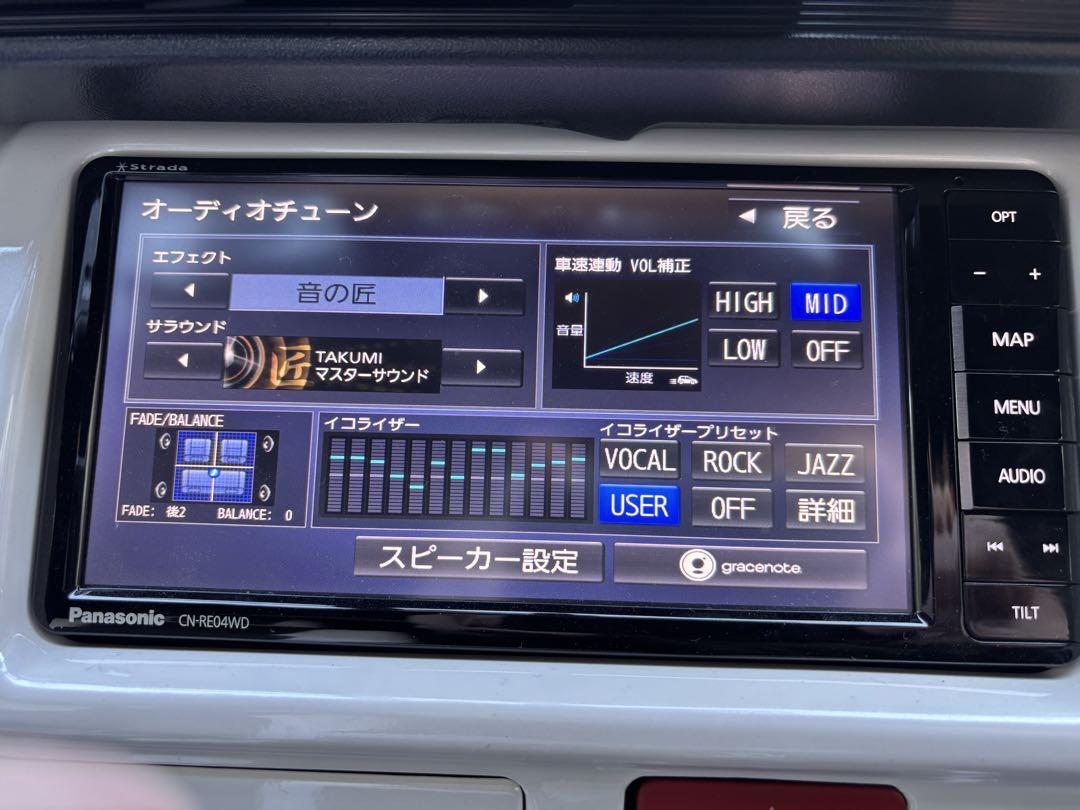 Strada
オーディオチューン
戻る
エフェクト
音の匠
サラウンド
匠 TAKUMI
マスターサウンド
車速連動 VOL補正
音量
速度
HIGH MID
LOW OFF
FADE/BALANCE
FADE: 後2 BALANCE: 0
イコライザー
イコライザープリセット
VOCAL ROCK JAZZ
USER OFF 詳細
スピーカー設定
gracenote.
Panasonic CN-RE04WD
OPT
− +
MAP
MENU
AUDIO
TILT